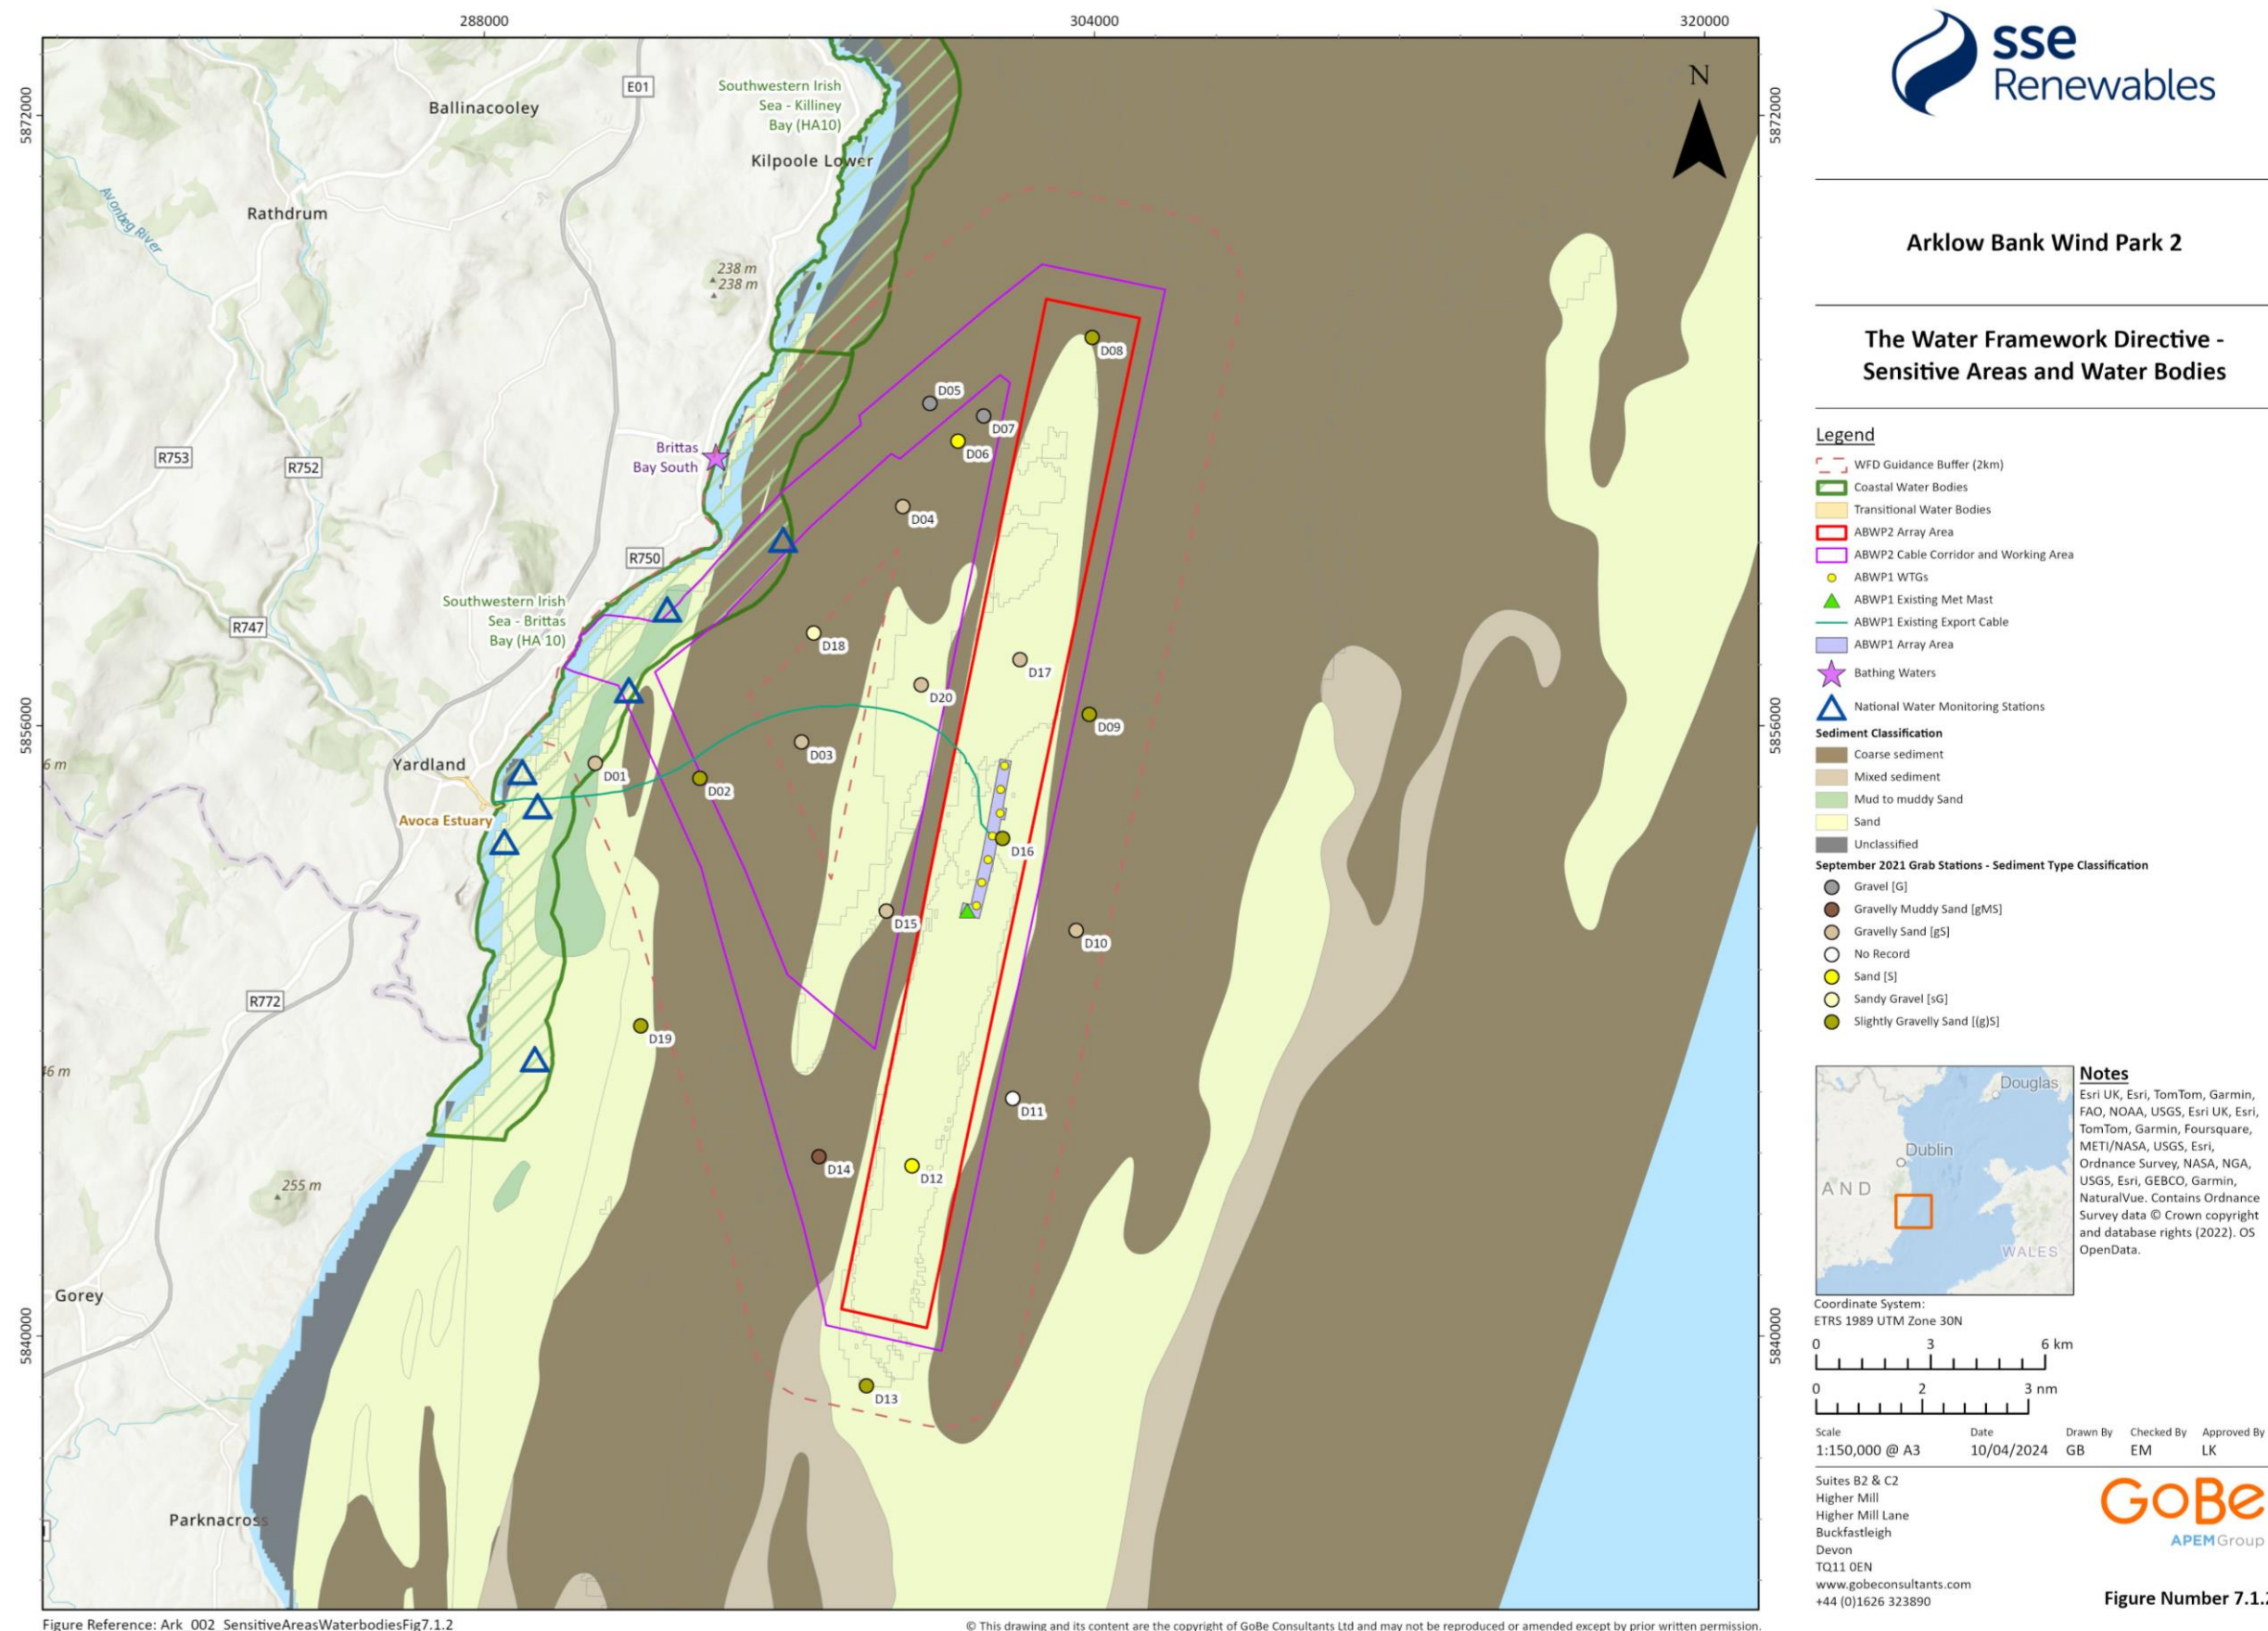 288000
304000
320000
5872000
5856000
5840000
5872000
5856000
5840000
N
E01
Ballinacooley
Southwestern Irish
Sea - Killiney
Bay (HA10)
Kilpoole Lower
Avonbeg River
Rathdrum
238 m
238 m
D08
D05
D07
D06
Brittas
Bay South
R753
R752
D04
R750
Southwestern Irish
Sea - Brittas
Bay (HA 10)
R747
D18
D17
D20
D09
D03
Yardland
6 m
D01
D02
Avoca Estuary
D16
D15
D10
R772
D19
46 m
D11
D14
D12
255 m
Gorey
D13
Parknacross
Figure Reference: Ark_002_SensitiveAreasWaterbodiesFig7.1.2
© This drawing and its content are the copyright of GoBe Consultants Ltd and may not be reproduced or amended except by prior written permission.
sse
Renewables
Arklow Bank Wind Park 2
The Water Framework Directive -
Sensitive Areas and Water Bodies
Legend
WFD Guidance Buffer (2km)
Coastal Water Bodies
Transitional Water Bodies
ABWP2 Array Area
ABWP2 Cable Corridor and Working Area
ABWP1 WTGs
ABWP1 Existing Met Mast
ABWP1 Existing Export Cable
ABWP1 Array Area
Bathing Waters
National Water Monitoring Stations
Sediment Classification
Coarse sediment
Mixed sediment
Mud to muddy Sand
Sand
Unclassified
September 2021 Grab Stations - Sediment Type Classification
Gravel [G]
Gravelly Muddy Sand [gMS]
Gravelly Sand [gS]
No Record
Sand [S]
Sandy Gravel [sG]
Slightly Gravelly Sand [(g)S]
Douglas
Dublin
AND
WALES
Notes
Esri UK, Esri, TomTom, Garmin,
FAO, NOAA, USGS, Esri UK, Esri,
TomTom, Garmin, Foursquare,
METI/NASA, USGS, Esri,
Ordnance Survey, NASA, NGA,
USGS, Esri, GEBCO, Garmin,
NaturalVue. Contains Ordnance
Survey data © Crown copyright
and database rights (2022). OS
OpenData.
Coordinate System:
ETRS 1989 UTM Zone 30N
0 3 6 km
0 2 3 nm
Scale Date Drawn By Checked By Approved By
1:150,000 @ A3 10/04/2024 GB EM LK
Suites B2 & C2
Higher Mill
Higher Mill Lane
Buckfastleigh
Devon
TQ11 0EN
www.gobeconsultants.com
+44 (0)1626 323890
GoBe
APEMGroup
Figure Number 7.1.2